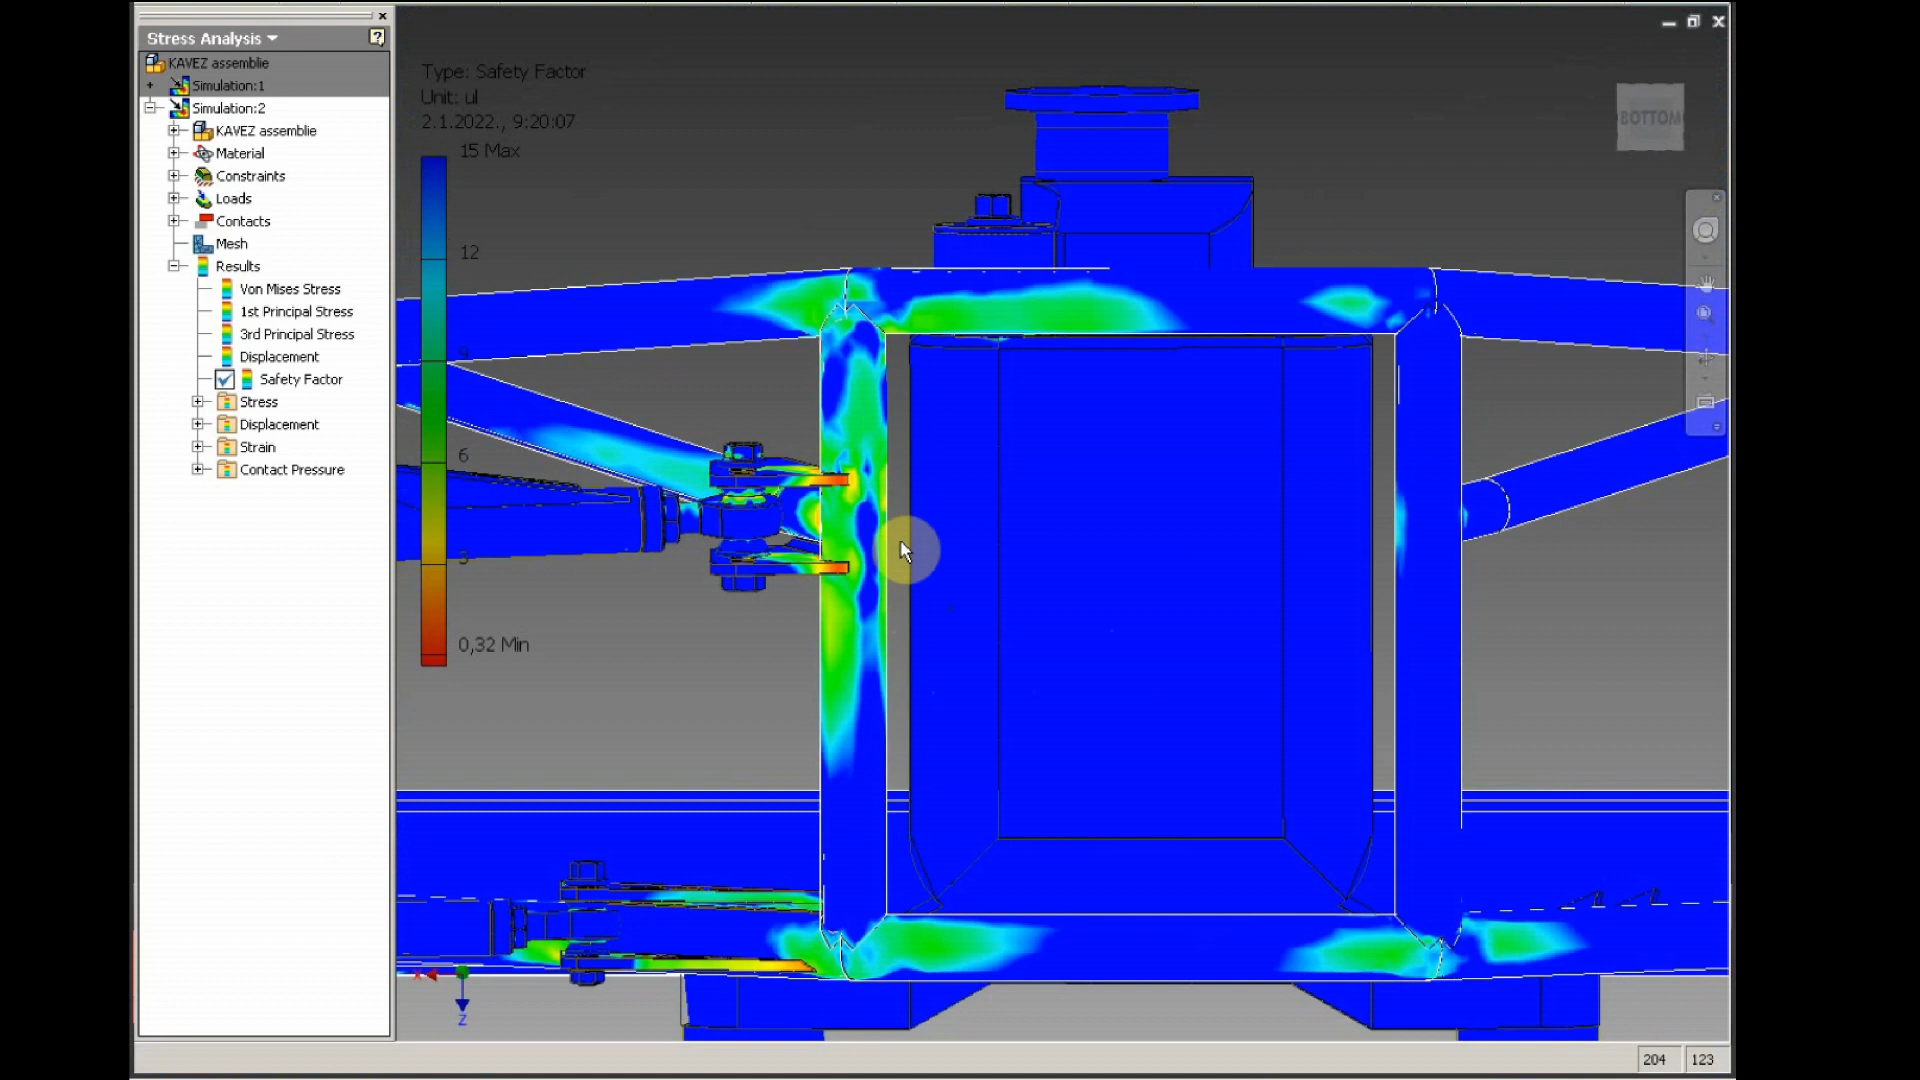 Stress Analysis
?
KAVEZ assemblie
Simulation:1
Simulation:2
KAVEZ assemblie
Material
Constraints
Loads
Contacts
Mesh
Results
Von Mises Stress
1st Principal Stress
3rd Principal Stress
Displacement
Safety Factor
Stress
Displacement
Strain
Contact Pressure
Type: Safety Factor
Unit: ul
2.1.2022., 9:20:07
15 Max
12
9
6
3
0,32 Min
BOTTOM
X
Z
204
123